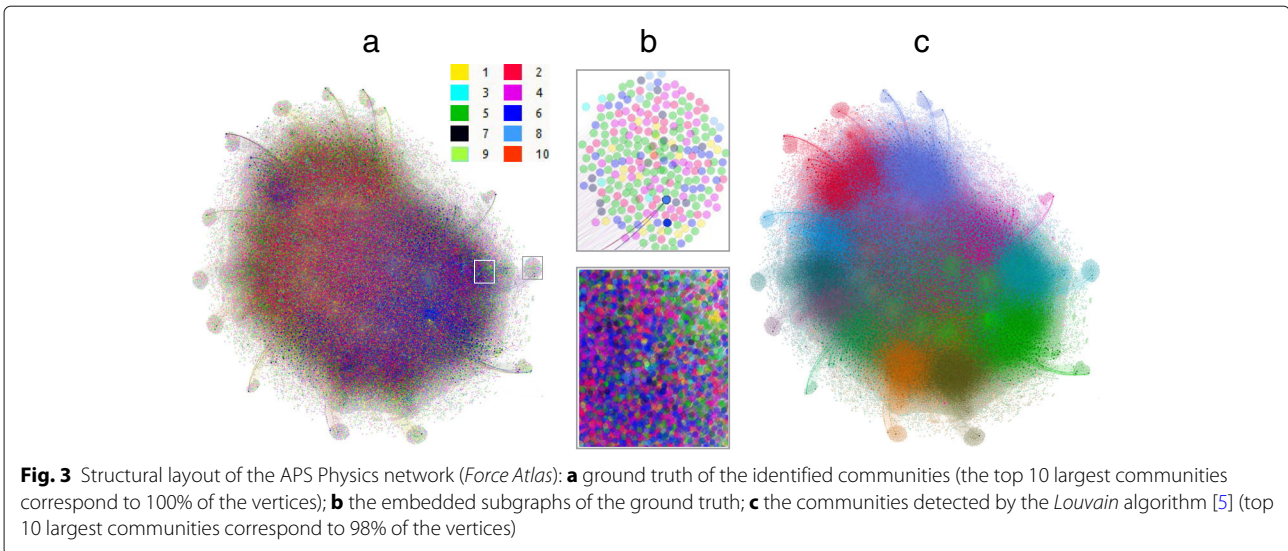 a
b
c
1 2
3 4
5 6
7 8
9 10
Fig. 3 Structural layout of the APS Physics network (Force Atlas): a ground truth of the identified communities (the top 10 largest communities
correspond to 100% of the vertices); b the embedded subgraphs of the ground truth; c the communities detected by the Louvain algorithm [5] (top
10 largest communities correspond to 98% of the vertices)